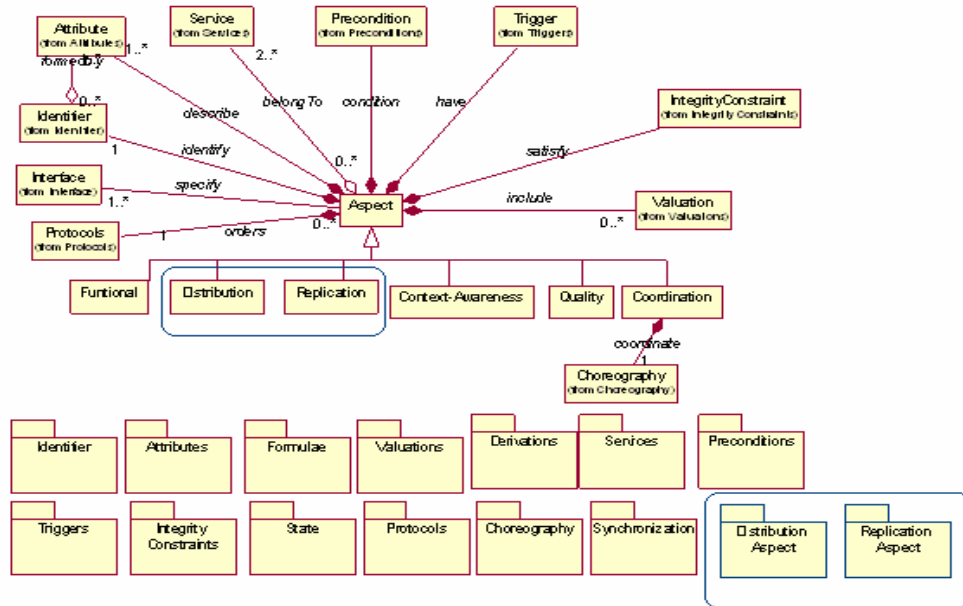 Attribute
(from Attributes)
Service
(from Services)
Precondition
(from Preconditions)
Trigger
(from Triggers)
1..*
2..*
formedby
0..*
belongTo
condition
have
IntegrityConstraint
(from Integrity Constraints)
Identifier
(from Identifier)
describe
1
identify
0..*
satisfy
Interface
(from Interface)
specify
1..*
Aspect
include
Valuation
(from Valuations)
0..*
0..*
Protocols
(from Protocols)
1
orders
Funtional
Distribution
Replication
Context-Awareness
Quality
Coordination
coordinate
1
Choreography
(from Choreography)
Identifier
Attributes
Formulae
Valuations
Derivations
Services
Preconditions
Triggers
Integrity
Constraints
State
Protocols
Choreography
Synchronization
Distribution
Aspect
Replication
Aspect